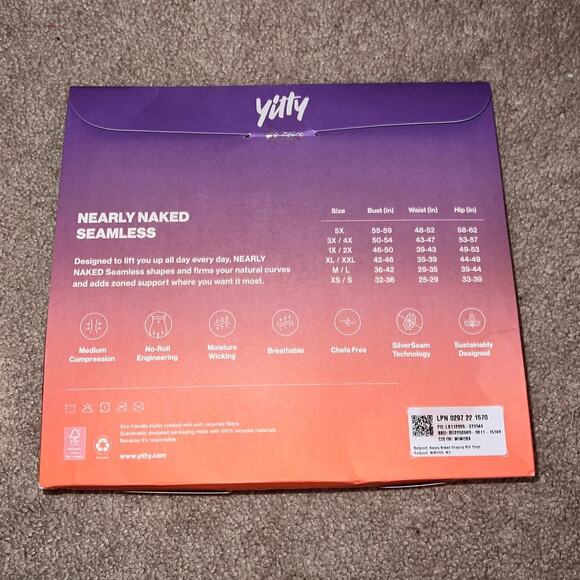 yitty
NEARLY NAKED
SEAMLESS
Designed to lift you up all day every day, NEARLY
NAKED Seamless shapes and firms your natural curves
and adds zoned support where you want it most.
Size Bust (in) Waist (in) Hip (in)
5X 55-59 48-52 58-62
3X / 4X 50-54 43-47 53-57
1X / 2X 46-50 39-43 49-53
XL / XXL 42-46 35-39 44-49
M / L 36-42 29-35 39-44
XS / S 32-36 25-29 33-39
Medium
Compression
No-Roll
Engineering
Moisture
Wicking
Breathable
Chafe Free
SilverSeam
Technology
Sustainably
Designed
Eco friendly styles created with soft, recycled fibers.
Sustainably designed packaging made with 100% recycled materials.
Because it's responsible.
www.yitty.com
FSC
LPN 0297 22 1570